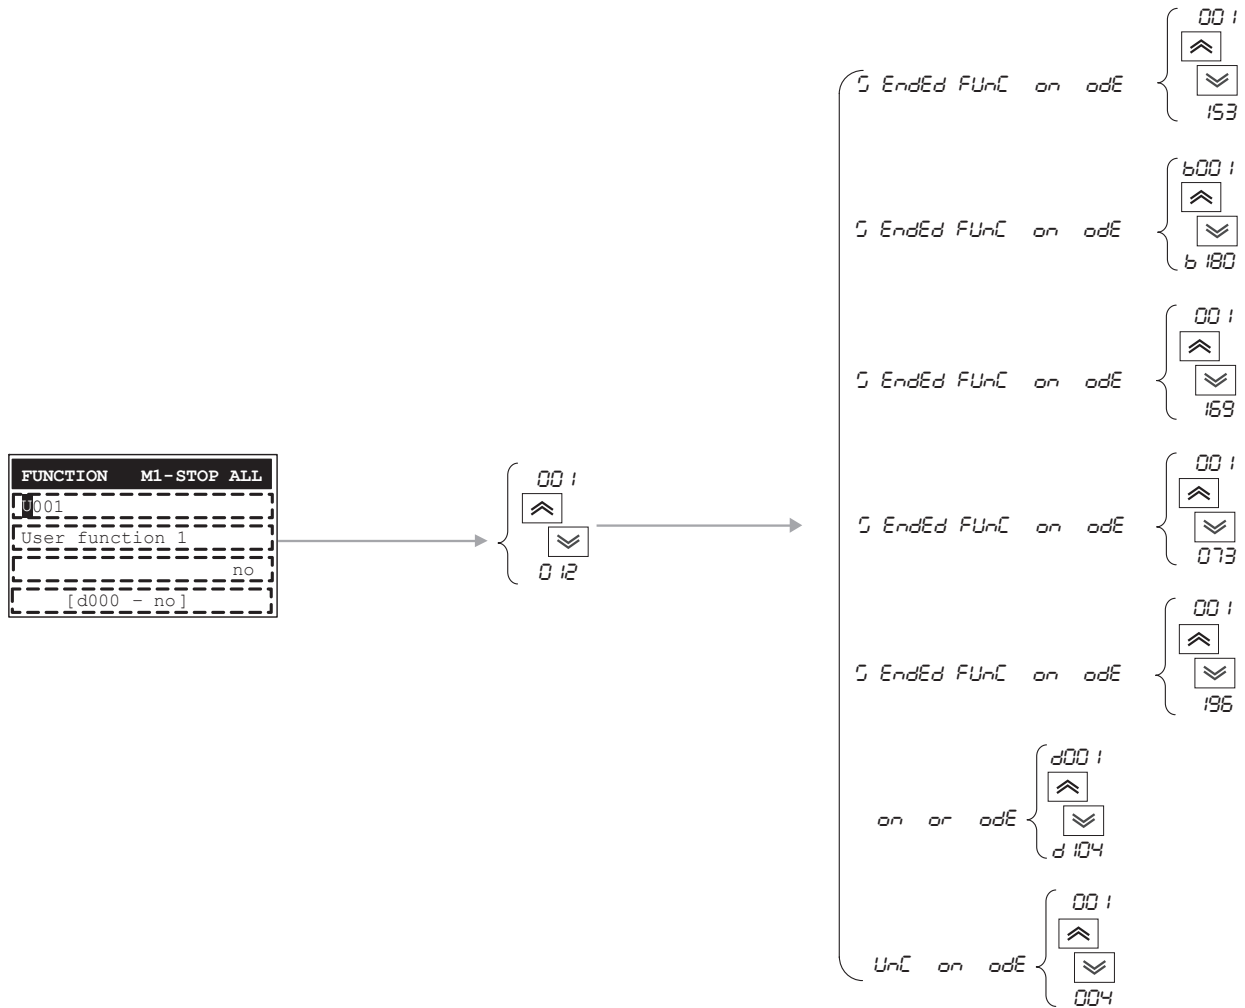 FUNCTION M1-STOP ALL
U001
User function 1
no
[d000 - no]
001
012
EndEd FUnC on odE
001
153
EndEd FUnC on odE
b001
b180
EndEd FUnC on odE
001
169
EndEd FUnC on odE
001
073
EndEd FUnC on odE
001
196
on or odE
d001
d104
UnC on odE
001
004